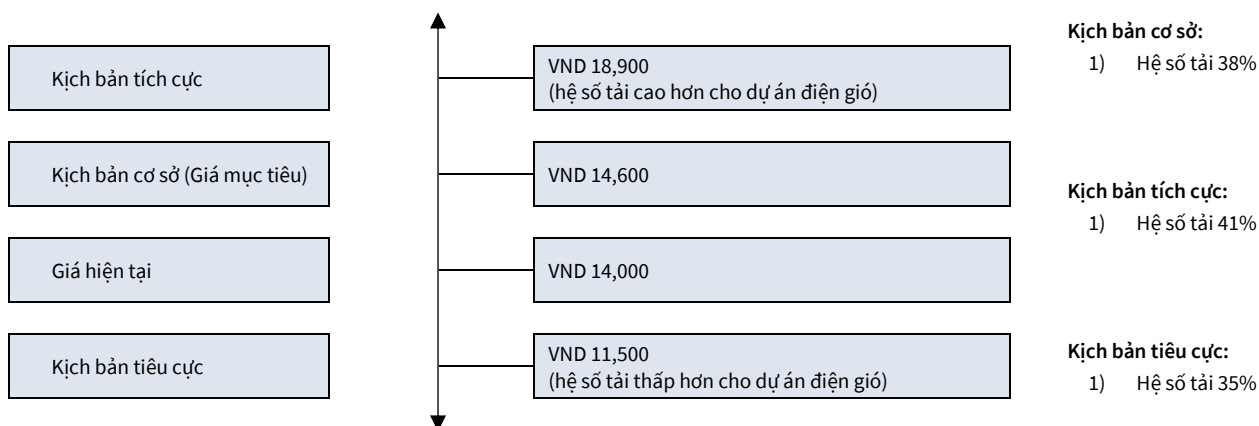 Kịch bản tích cực
VND 18,900
(hệ số tải cao hơn cho dự án điện gió)
Kịch bản cơ sở (Giá mục tiêu)
VND 14,600
Giá hiện tại
VND 14,000
Kịch bản tiêu cực
VND 11,500
(hệ số tải thấp hơn cho dự án điện gió)
Kịch bản cơ sở:
1) Hệ số tải 38%
Kịch bản tích cực:
1) Hệ số tải 41%
Kịch bản tiêu cực:
1) Hệ số tải 35%